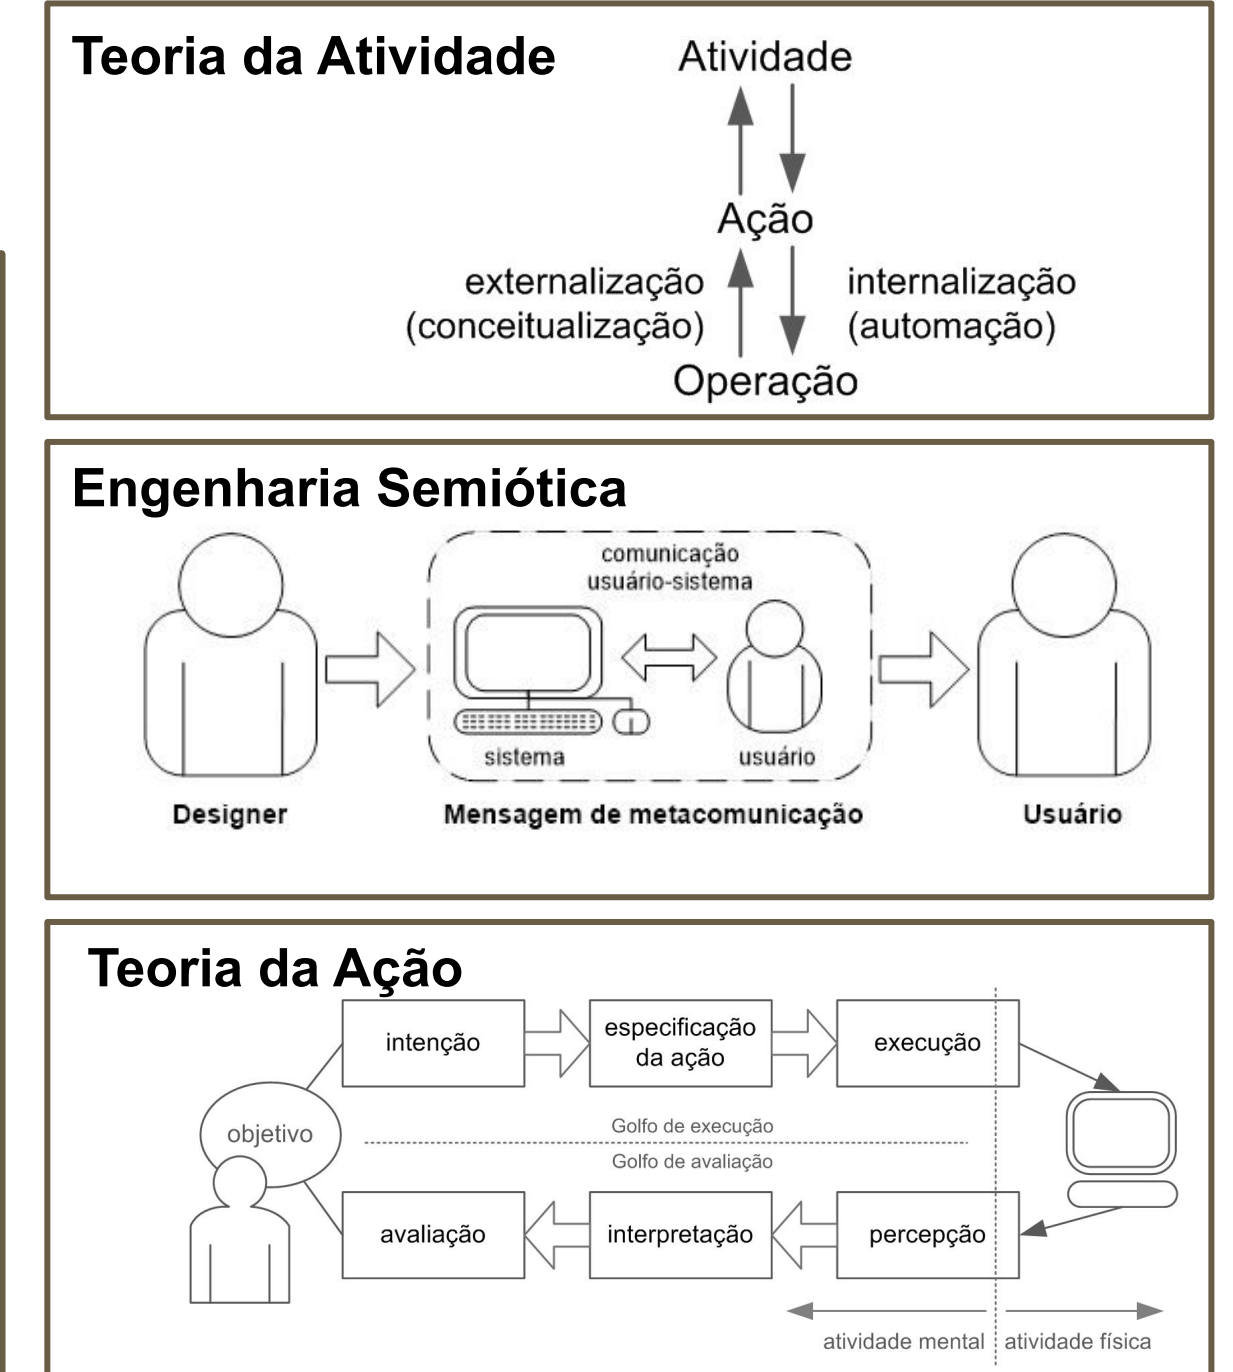 Teoria da Atividade
Atividade
Ação
externalização
(conceitualização)
internalização
(automação)
Operação
Engenharia Semiótica
comunicação
usuário-sistema
sistema
usuário
Designer
Mensagem de metacomunicação
Usuário
Teoria da Ação
intenção
especificação
da ação
execução
objetivo
Golfo de execução
Golfo de avaliação
avaliação
interpretação
percepção
atividade mental
atividade física